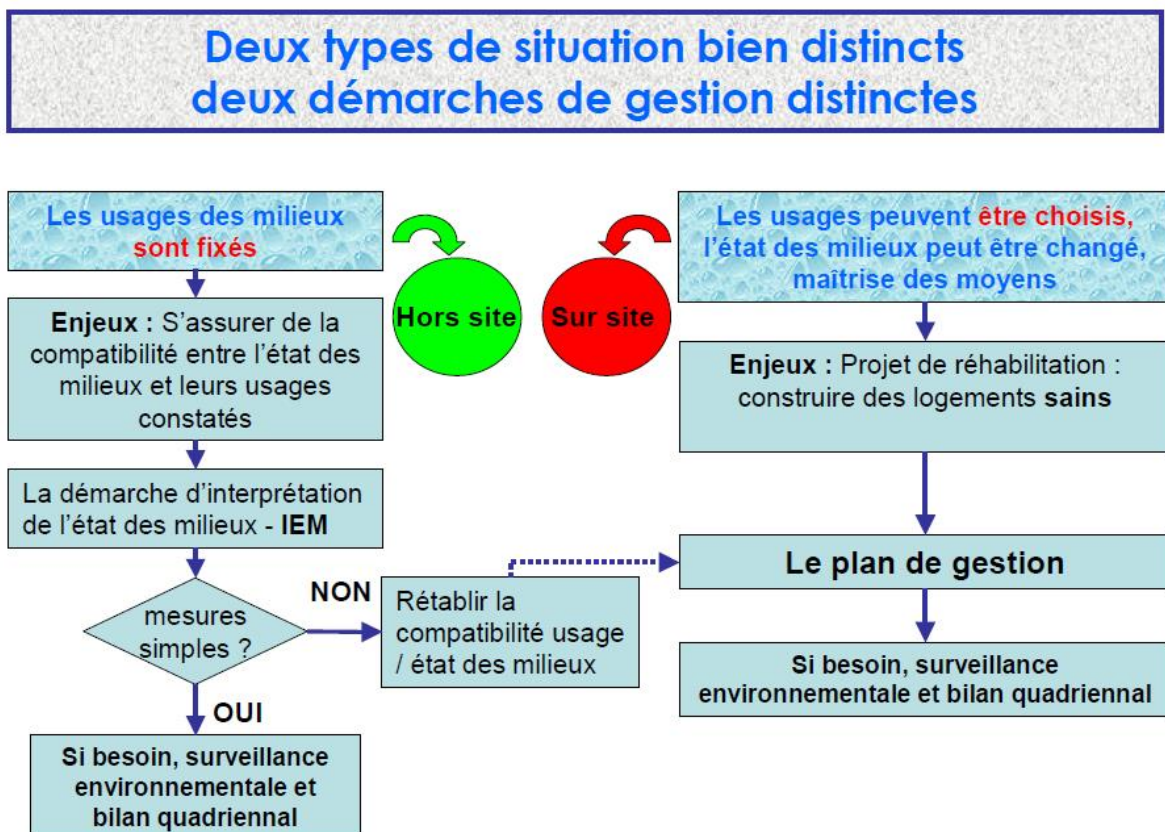 Deux types de situation bien distincts
deux démarches de gestion distinctes
Les usages des milieux
sont fixés
Enjeux : S'assurer de la
compatibilité entre l'état des
milieux et leurs usages
constatés
La démarche d'interprétation
de l'état des milieux - IEM
mesures
simples ?
NON
OUI
Rétablir la
compatibilité usage
/ état des milieux
Si besoin, surveillance
environnementale et
bilan quadriennal
Hors site
Sur site
Les usages peuvent être choisis,
l'état des milieux peut être changé,
maîtrise des moyens
Enjeux : Projet de réhabilitation :
construire des logements sains
Le plan de gestion
Si besoin, surveillance
environnementale et bilan quadriennal